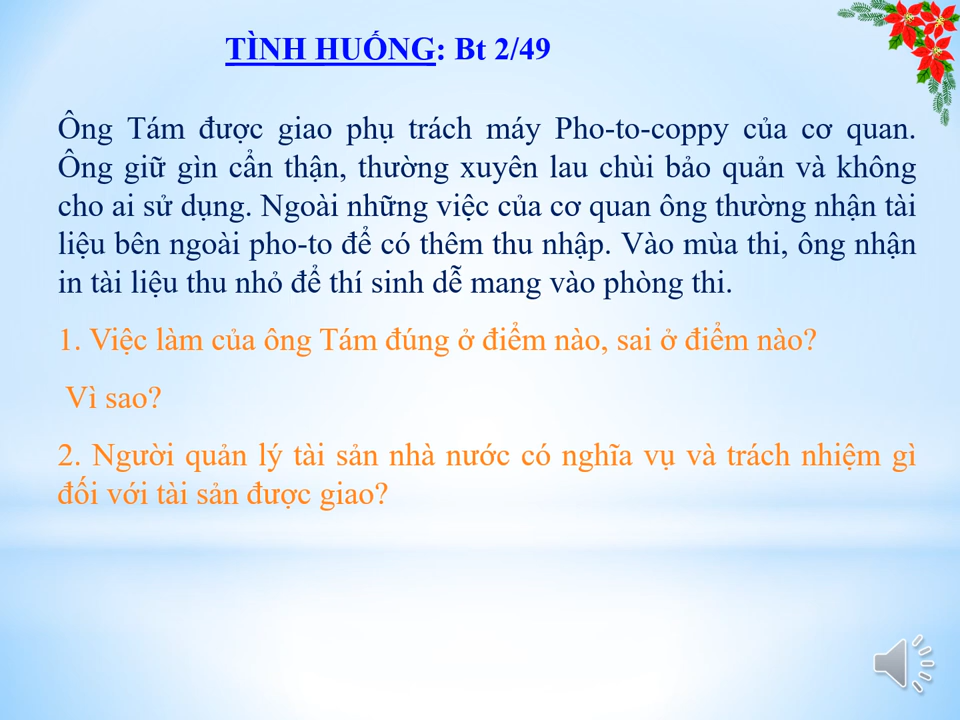 TÌNH HUỐNG: Bt 2/49
Ông Tám được giao phụ trách máy Pho-to-coppy của cơ quan.
Ông giữ gìn cẩn thận, thường xuyên lau chùi bảo quản và không
cho ai sử dụng. Ngoài những việc của cơ quan ông thường nhận tài
liệu bên ngoài pho-to để có thêm thu nhập. Vào mùa thi, ông nhận
in tài liệu thu nhỏ để thí sinh dễ mang vào phòng thi.
1. Việc làm của ông Tám đúng ở điểm nào, sai ở điểm nào?
Vì sao?
2. Người quản lý tài sản nhà nước có nghĩa vụ và trách nhiệm gì
đối với tài sản được giao?